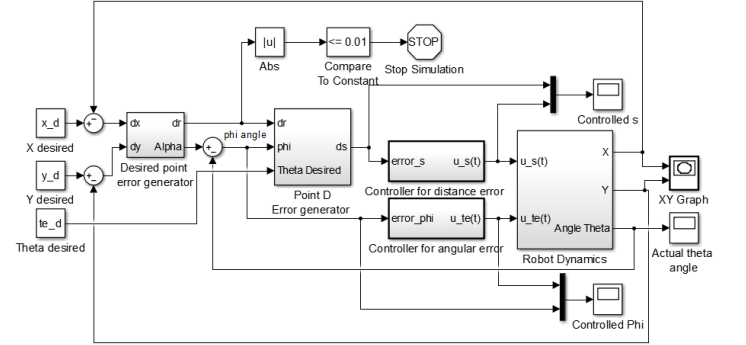 |u|
Abs
<= 0.01
Compare
To Constant
STOP
Stop Simulation
x_d
X desired
dx
dy
dr
Alpha
Desired point
error generator
y_d
Y desired
te_d
Theta desired
phi angle
dr
phi
Theta Desired
ds
Point D
Error generator
error_s
u_s(t)
Controller for distance error
error_phi
u_te(t)
Controller for angular error
Controlled s
u_s(t)
u_te(t)
X
Y
Angle Theta
Robot Dynamics
XY Graph
Actual theta
angle
Controlled Phi